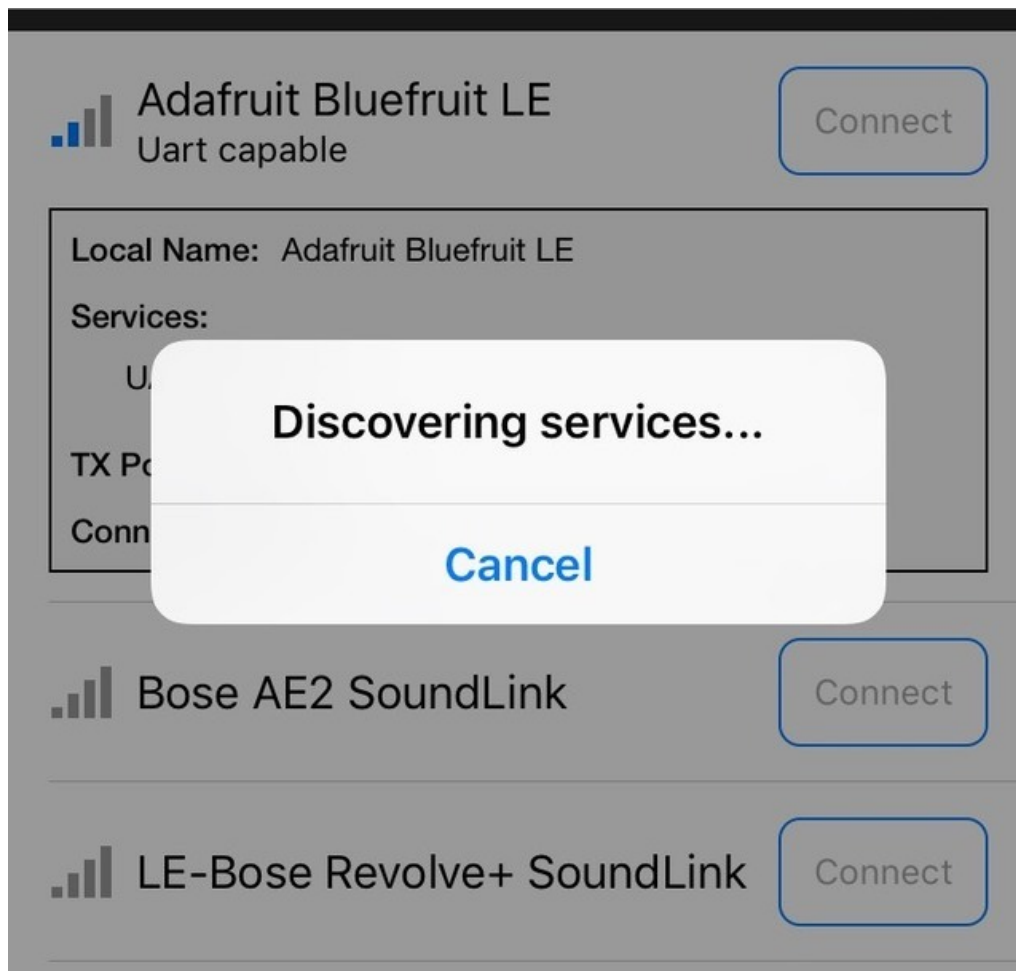 Adafruit Bluefruit LE
Connect
Uart capable
Local Name: Adafruit Bluefruit LE
Services:
Discovering services...
TX
Cancel
Bose AE2 SoundLink
Connect
LE-Bose Revolve+ SoundLink
Connect